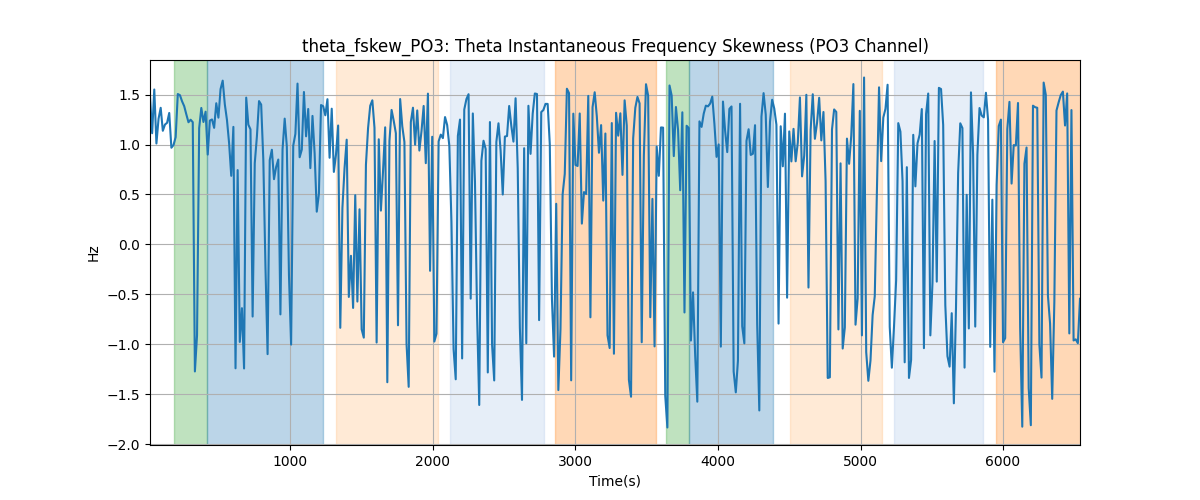 theta_fskew_PO3: Theta Instantaneous Frequency Skewness (PO3 Channel)
1.5
1.0
0.5
0.0
−0.5
−1.0
−1.5
−2.0
Hz
1000 2000 3000 4000 5000 6000
Time(s)